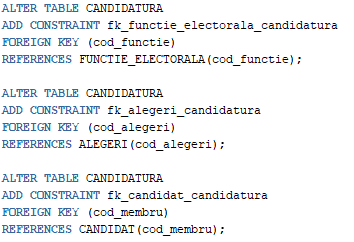 ALTER TABLE CANDIDATURA
ADD CONSTRAINT fk_functie_electorala_candidatura
FOREIGN KEY (cod_functie)
REFERENCES FUNCTIE_ELECTORALA(cod_functie);
ALTER TABLE CANDIDATURA
ADD CONSTRAINT fk_alegeri_candidatura
FOREIGN KEY (cod_alegeri)
REFERENCES ALEGERI(cod_alegeri);
ALTER TABLE CANDIDATURA
ADD CONSTRAINT fk_candidat_candidatura
FOREIGN KEY (cod_membru)
REFERENCES CANDIDAT(cod_membru);